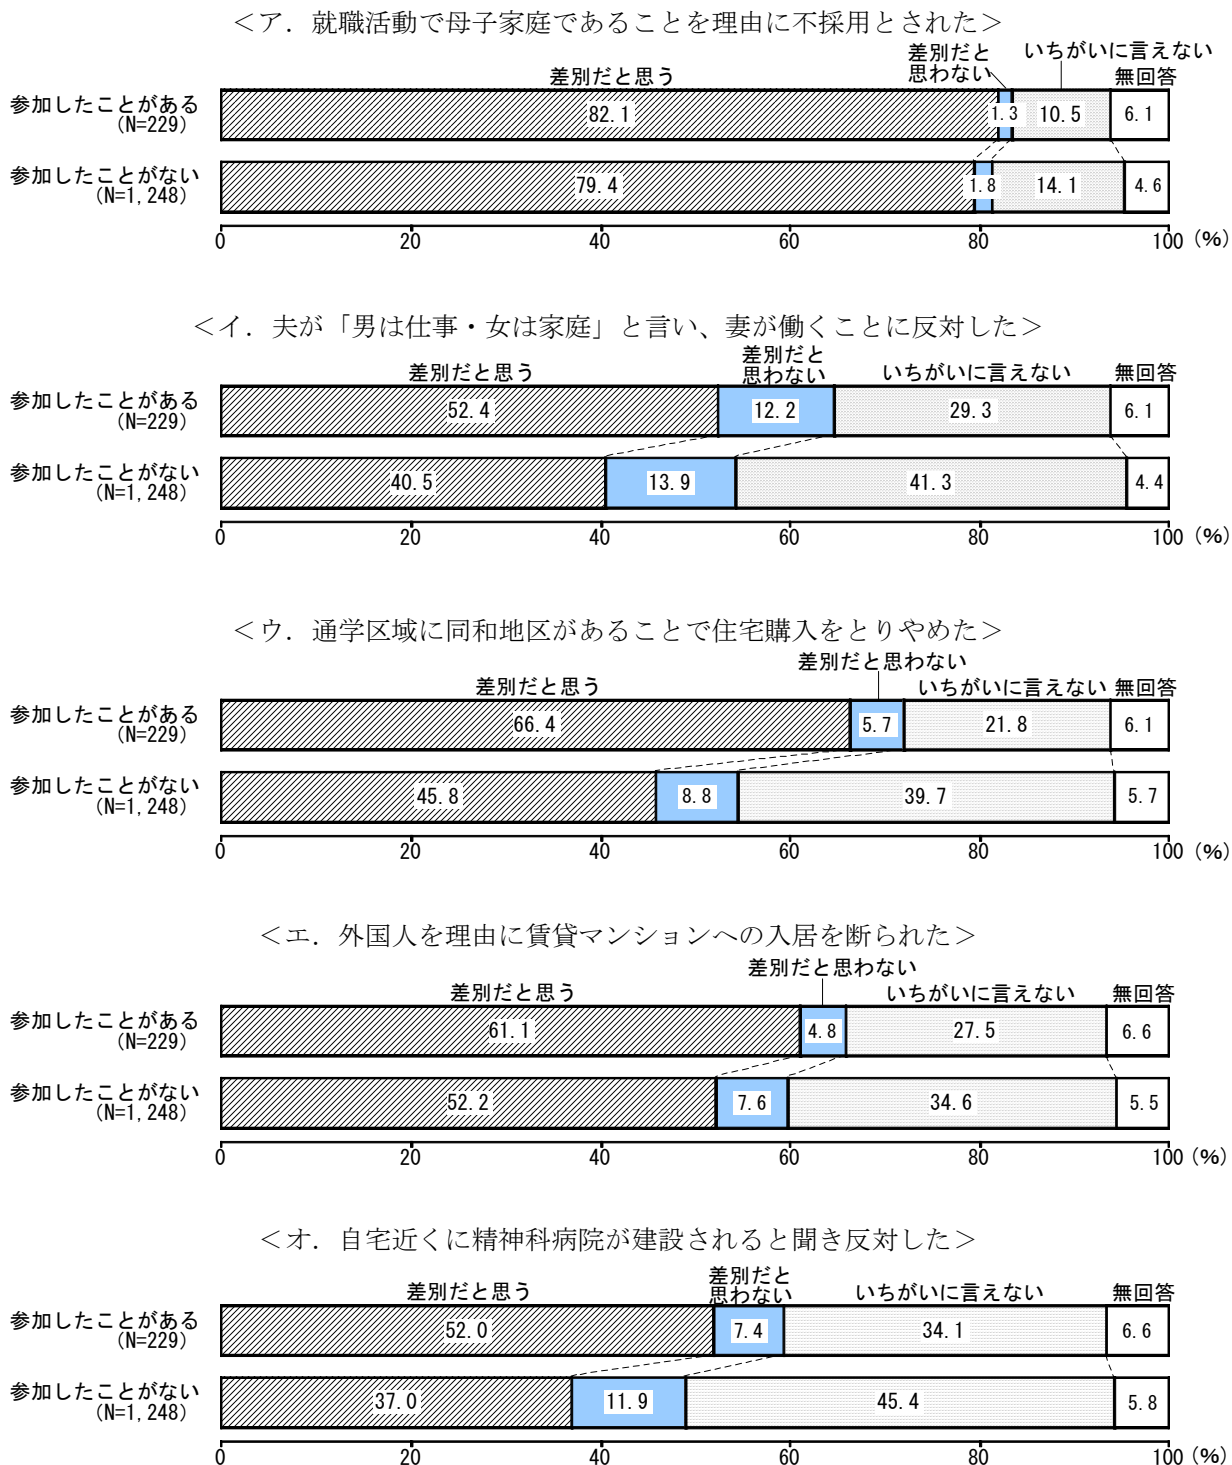 ＜ア．就職活動で母子家庭であることを理由に不採用とされた＞
差別だと思う 差別だと思わない いちがいに言えない 無回答
参加したことがある (N=229) 82.1 1.3 10.5 6.1
参加したことがない (N=1,248) 79.4 1.8 14.1 4.6
0 20 40 60 80 100 (%)
＜イ．夫が「男は仕事・女は家庭」と言い、妻が働くことに反対した＞
差別だと思う 差別だと思わない いちがいに言えない 無回答
参加したことがある (N=229) 52.4 12.2 29.3 6.1
参加したことがない (N=1,248) 40.5 13.9 41.3 4.4
0 20 40 60 80 100 (%)
＜ウ．通学区域に同和地区があることで住宅購入をとりやめた＞
差別だと思う 差別だと思わない いちがいに言えない 無回答
参加したことがある (N=229) 66.4 5.7 21.8 6.1
参加したことがない (N=1,248) 45.8 8.8 39.7 5.7
0 20 40 60 80 100 (%)
＜エ．外国人を理由に賃貸マンションへの入居を断られた＞
差別だと思う 差別だと思わない いちがいに言えない 無回答
参加したことがある (N=229) 61.1 4.8 27.5 6.6
参加したことがない (N=1,248) 52.2 7.6 34.6 5.5
0 20 40 60 80 100 (%)
＜オ．自宅近くに精神科病院が建設されると聞き反対した＞
差別だと思う 差別だと思わない いちがいに言えない 無回答
参加したことがある (N=229) 52.0 7.4 34.1 6.6
参加したことがない (N=1,248) 37.0 11.9 45.4 5.8
0 20 40 60 80 100 (%)